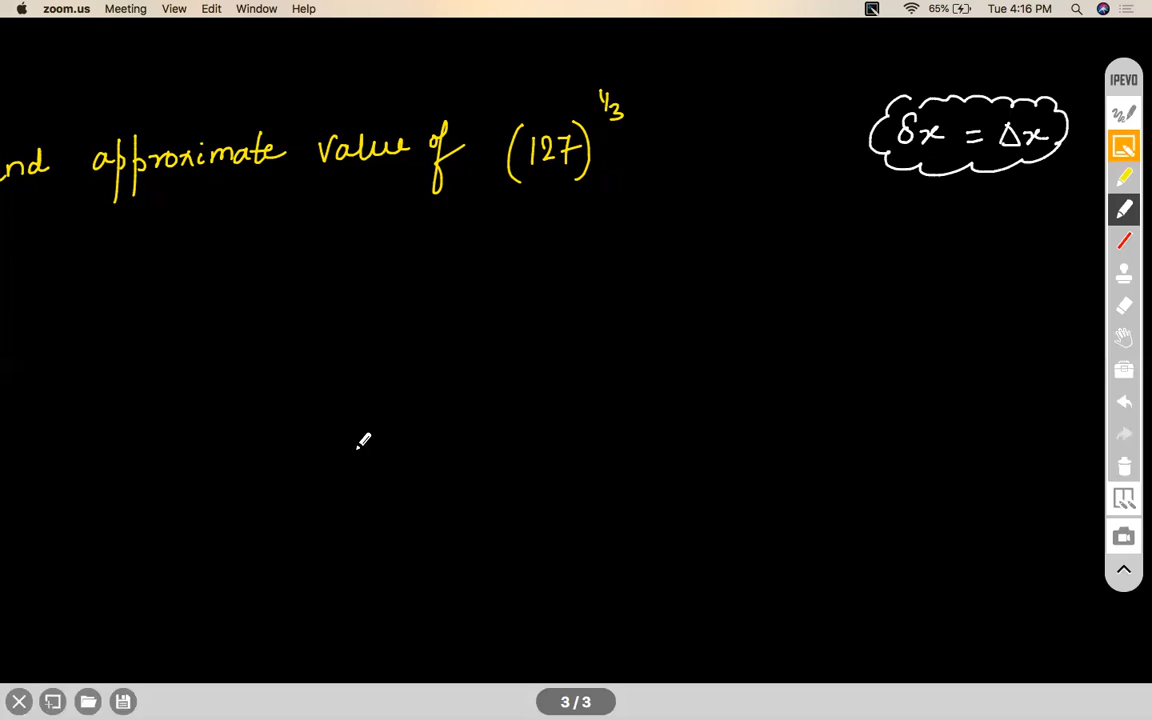 zoom.us Meeting View Edit Window Help 65% Tue 4:16 PM
IPEVO
nd approximate value of (127)^1/3
δx = Δx
3 / 3